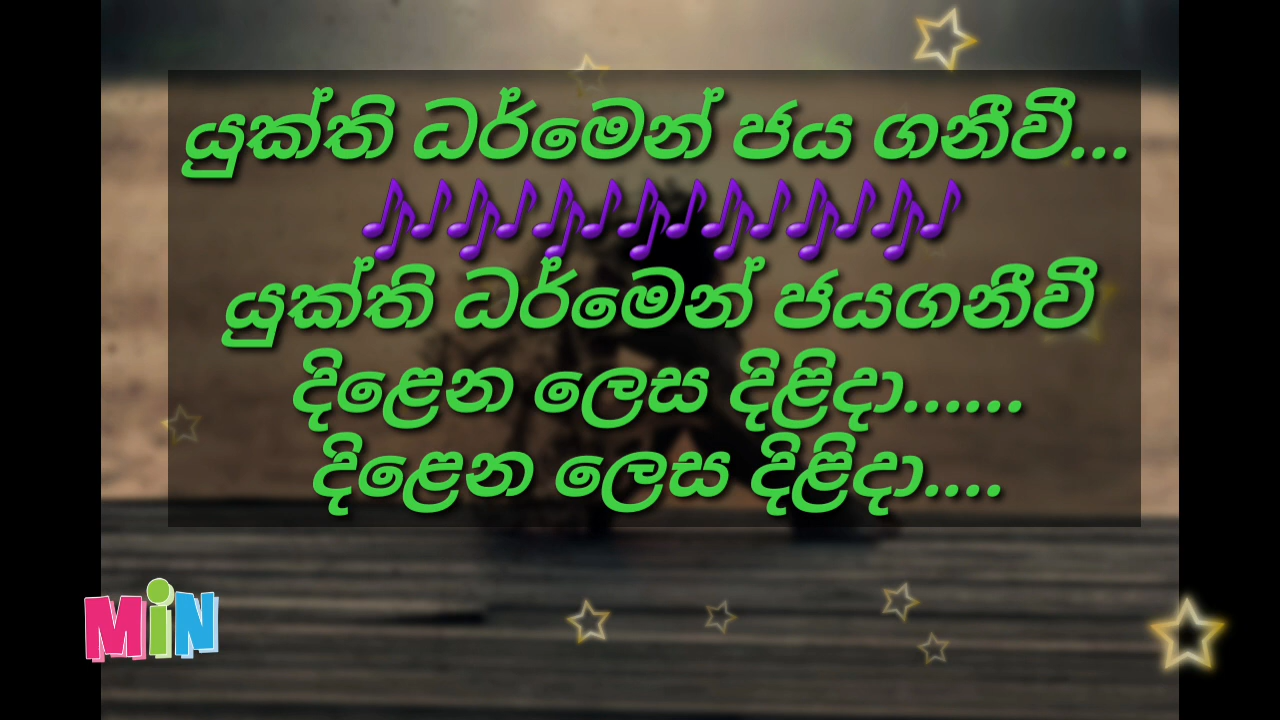 යුක්ති ධර්මෙන් ජය ගනීවී...
🎶🎶🎶🎶🎶🎶🎶
යුක්ති ධර්මෙන් ජයගනීවී
දිළෙන ලෙස දිළිදා......
දිළෙන ලෙස දිළිදා....
MiN